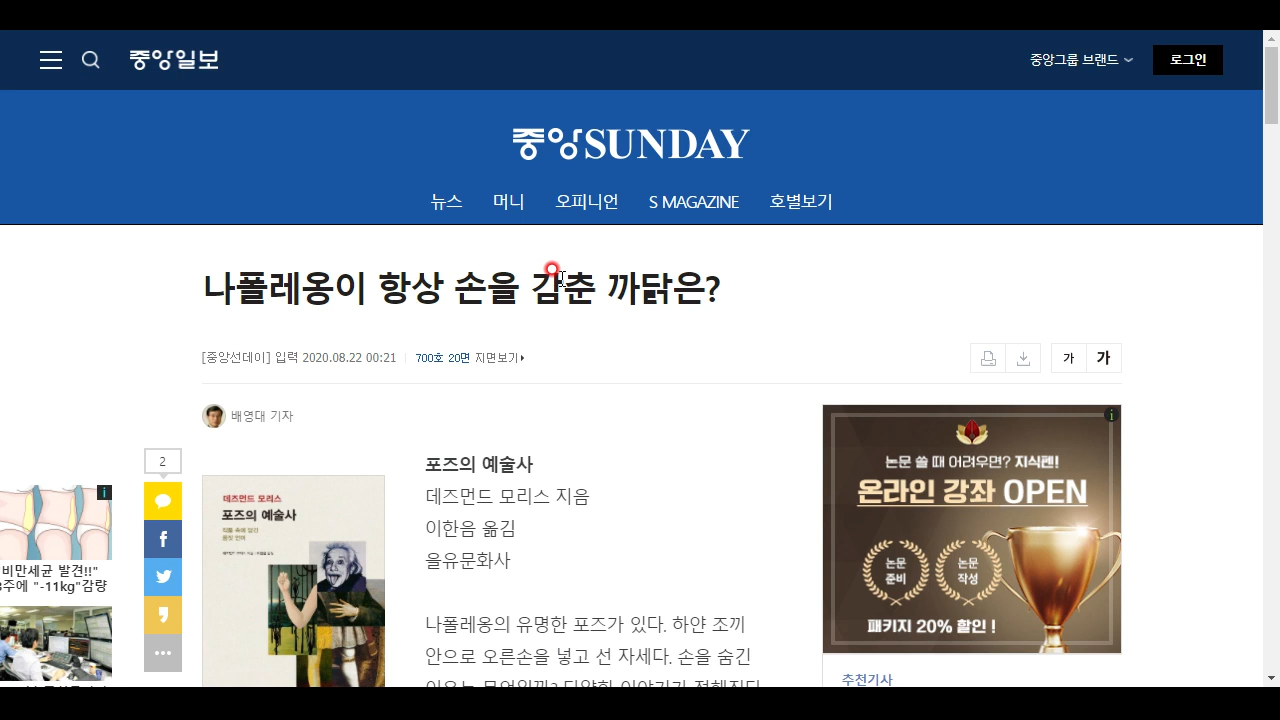 중앙일보
중앙그룹 브랜드
로그인
중앙SUNDAY
뉴스 머니 오피니언 S MAGAZINE 호별보기
나폴레옹이 항상 손을 감춘 까닭은?
[중앙선데이] 입력 2020.08.22 00:21 700호 20면 지면보기
가 가
배영대 기자
2
포즈의 예술사
데즈먼드 모리스 지음
이한음 옮김
을유문화사
데즈먼드 모리스
포즈의 예술사
나폴레옹의 유명한 포즈가 있다. 하얀 조끼
안으로 오른손을 넣고 선 자세다. 손을 숨긴
논문 쓸 때 어려우면? 지식펜!
온라인 강좌 OPEN
논문 준비
논문 작성
패키지 20% 할인 !
추천기사
비만세균 발견!!"
3주에 "-11kg"감량